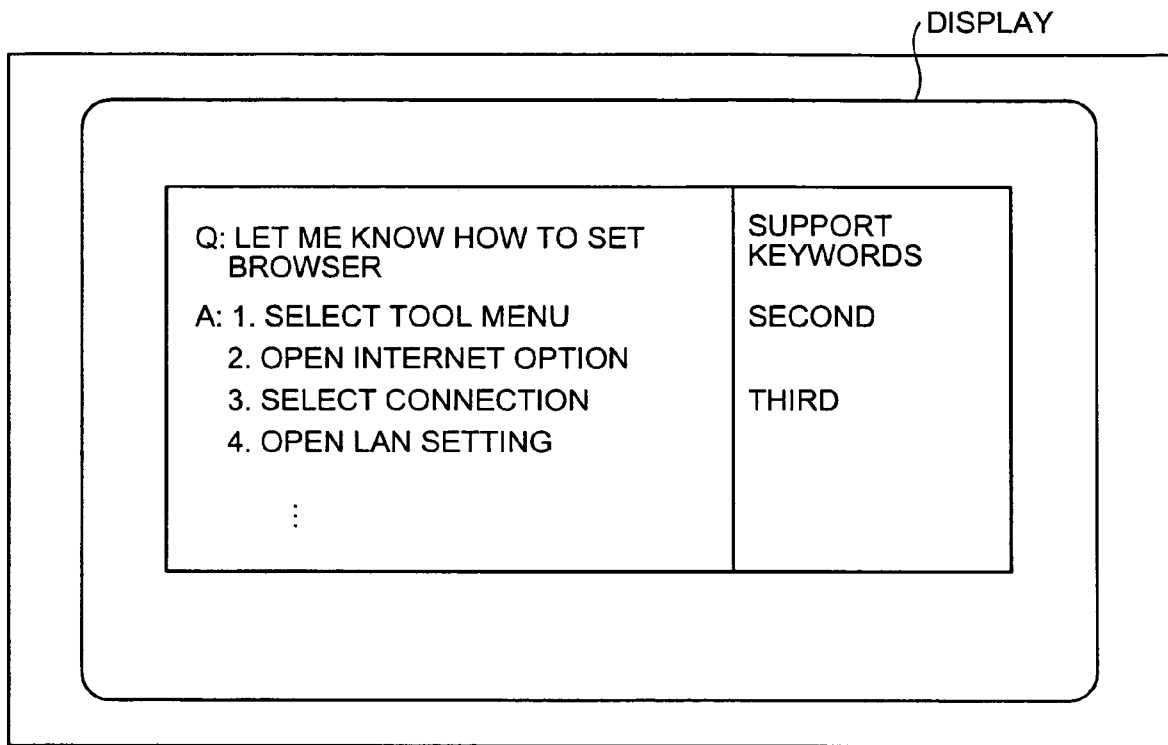 DISPLAY
Q: LET ME KNOW HOW TO SET
BROWSER
A: 1. SELECT TOOL MENU
2. OPEN INTERNET OPTION
3. SELECT CONNECTION
4. OPEN LAN SETTING
⋮
SUPPORT
KEYWORDS
SECOND
THIRD